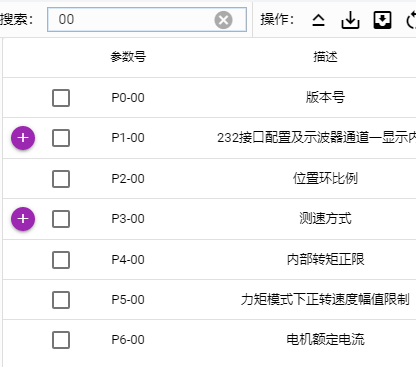 搜索： 00 操作：
参数号 描述
P0-00 版本号
P1-00 232接口配置及示波器通道一显示内
P2-00 位置环比例
P3-00 测速方式
P4-00 内部转矩正限
P5-00 力矩模式下正转速度幅值限制
P6-00 电机额定电流